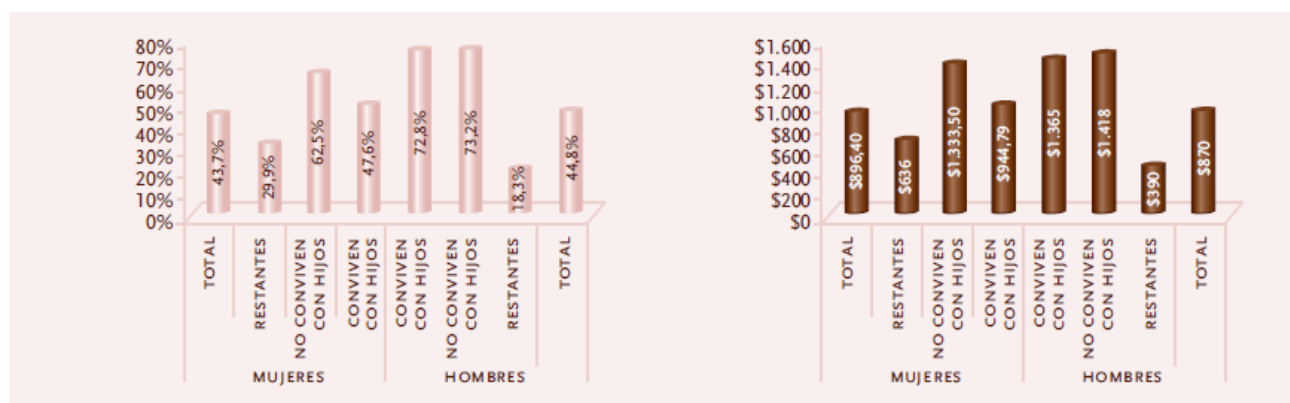 80%
70%
60%
50%
40%
30%
20%
10%
0%
43,7%
29,9%
62,5%
47,6%
72,8%
73,2%
18,3%
44,8%
TOTAL
RESTANTES
NO CONVIVEN
CON HIJOS
CONVIVEN
CON HIJOS
CONVIVEN
CON HIJOS
NO CONVIVEN
CON HIJOS
RESTANTES
TOTAL
MUJERES
HOMBRES
$1.600
$1.400
$1.200
$1.000
$800
$600
$400
$200
$0
$896,40
$636
$1.333,50
$944,79
$1.365
$1.418
$390
$870
TOTAL
RESTANTES
NO CONVIVEN
CON HIJOS
CONVIVEN
CON HIJOS
CONVIVEN
CON HIJOS
NO CONVIVEN
CON HIJOS
RESTANTES
TOTAL
MUJERES
HOMBRES